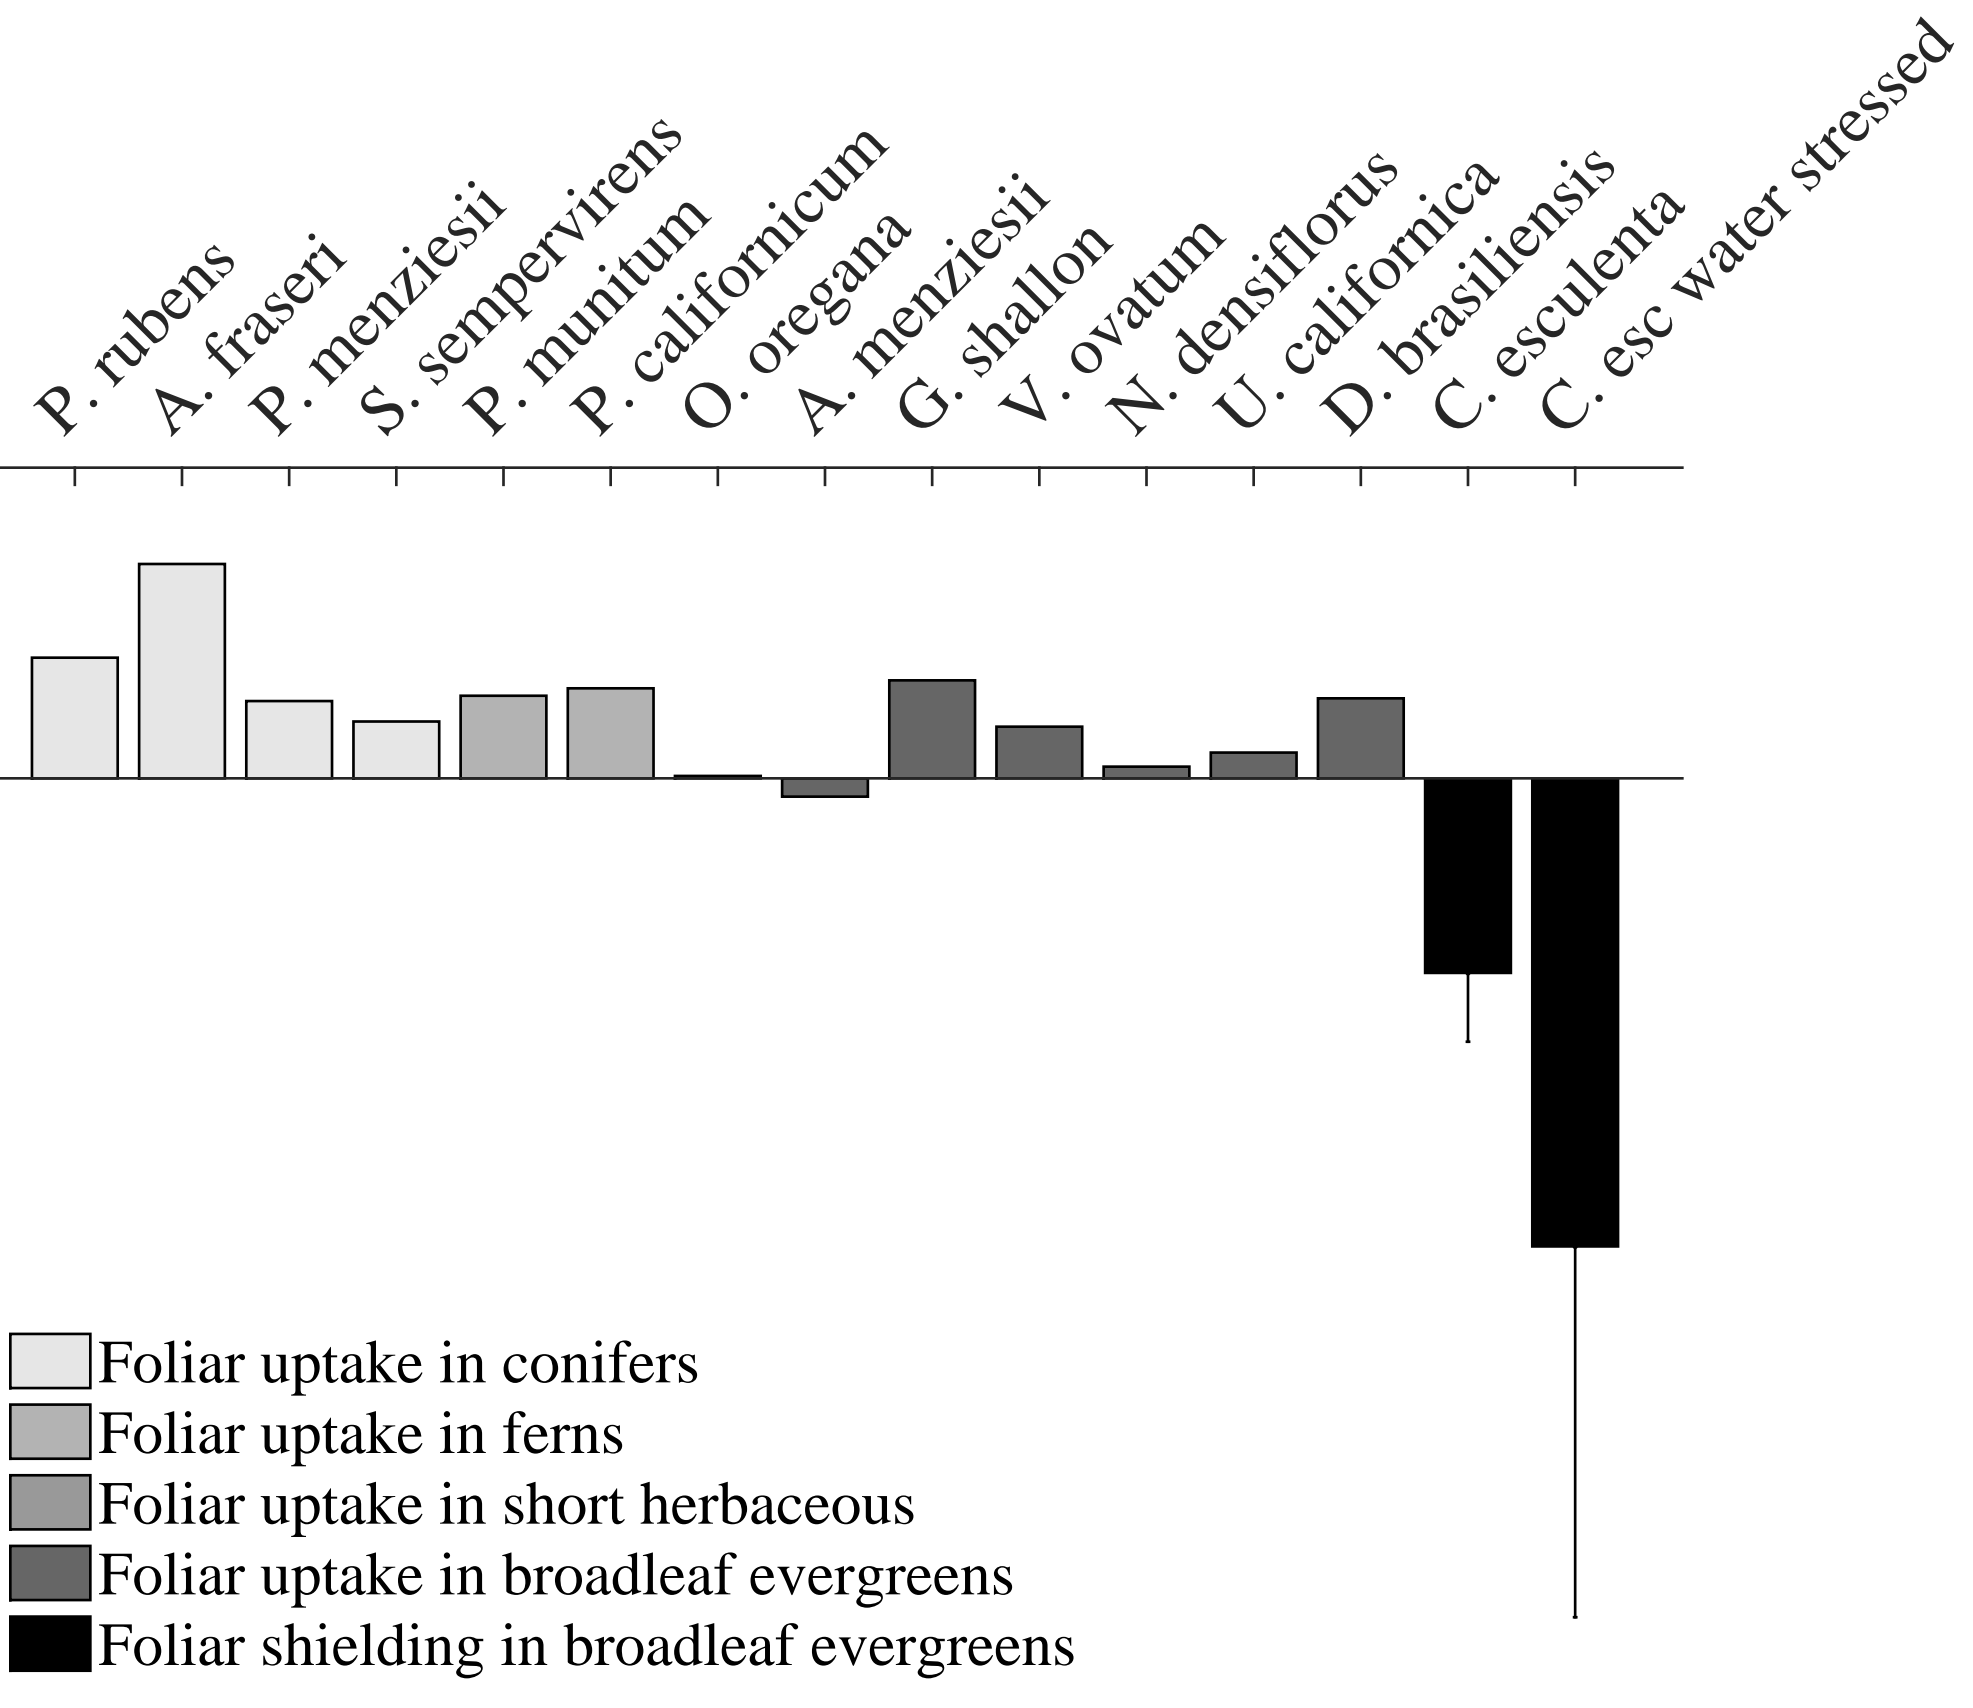 P. rubens
A. fraseri
P. menziesii
S. sempervirens
P. munitum
P. californicum
O. oregana
A. menziesii
G. shallon
V. ovatum
N. densiflorus
U. californica
D. brasiliensis
C. esculenta
C. esc water stressed
Foliar uptake in conifers
Foliar uptake in ferns
Foliar uptake in short herbaceous
Foliar uptake in broadleaf evergreens
Foliar shielding in broadleaf evergreens